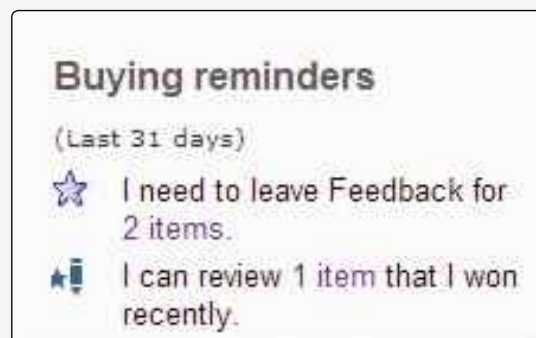 Buying reminders
(Last 31 days)
I need to leave Feedback for
2 items.
I can review 1 item that I won
recently.